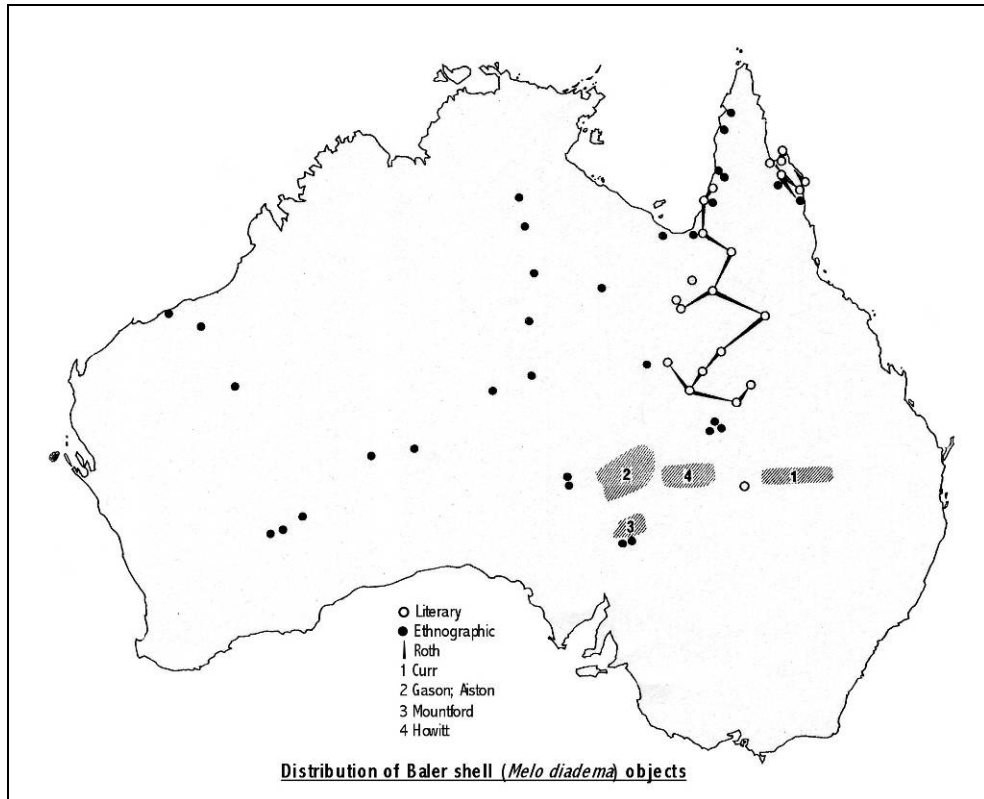 2
4
1
3
Literary
Ethnographic
Roth
1 Curr
2 Gason; Aiston
3 Mountford
4 Howitt
Distribution of Baler shell (Melo diadema) objects